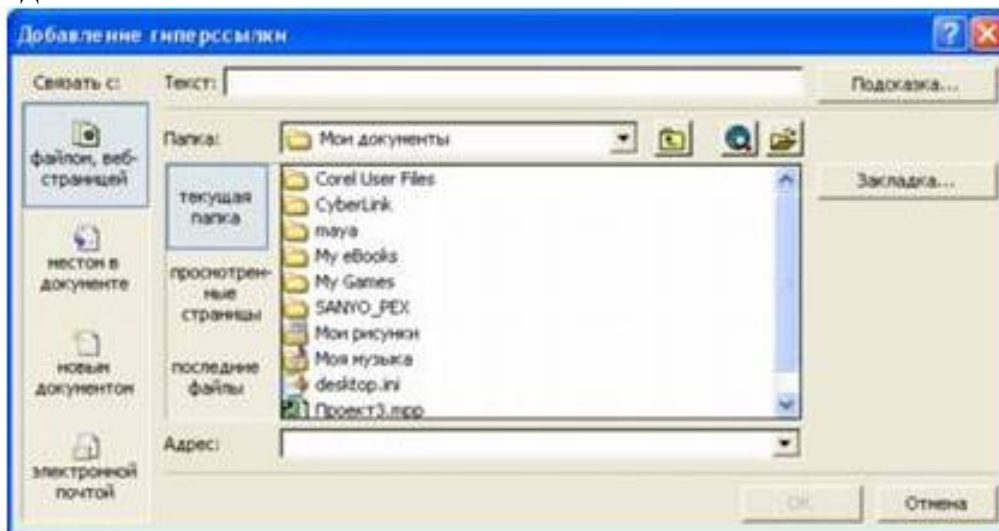 Добавление гиперссылки
Связать с:
Текст:
Подсказка...
файлом, веб-
страницей
Папка:
Мои документы
Закладка...
текущая
папка
Corel User Files
CyberLink
maya
My eBooks
My Games
SANYO_PEX
Мои рисунки
Моя музыка
desktop.ini
Проект3.mpp
местом в
документе
просмотрен-
ные
страницы
новым
документом
последние
файлы
электронной
почтой
Адрес:
OK
Отмена